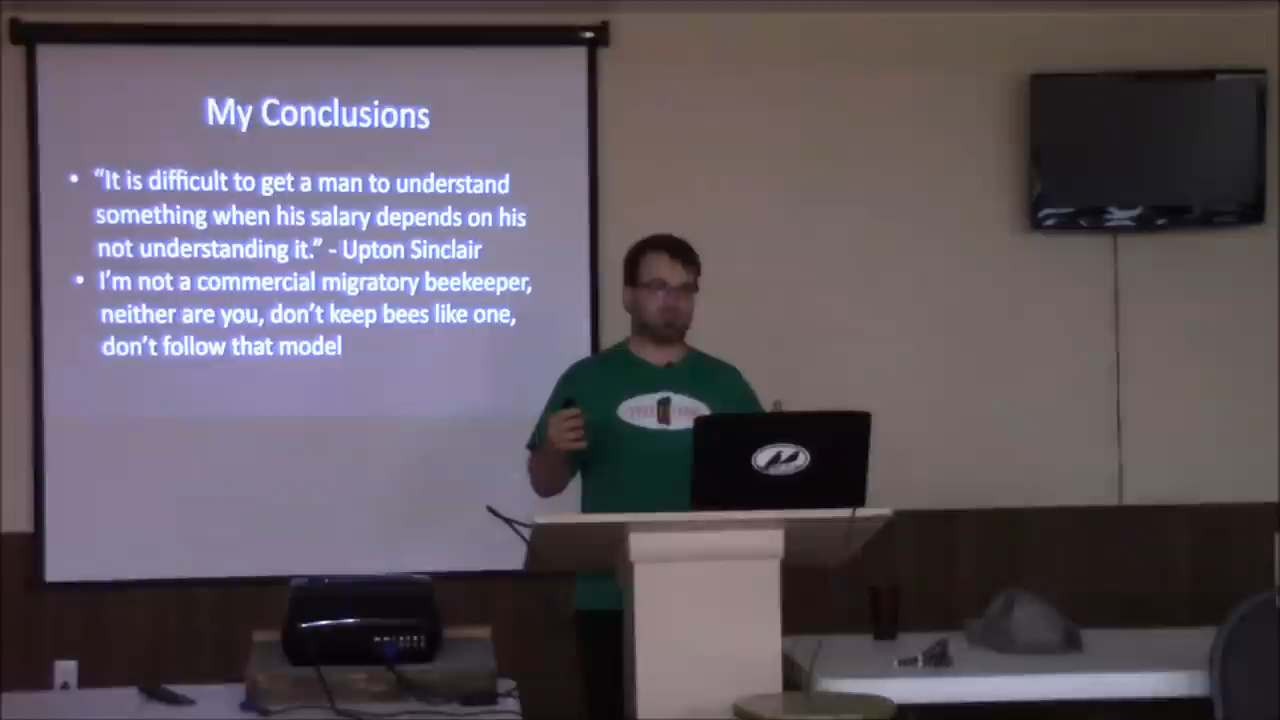 My Conclusions
• “It is difficult to get a man to understand
something when his salary depends on his
not understanding it.” - Upton Sinclair
• I’m not a commercial migratory beekeeper,
neither are you, don’t keep bees like one,
don’t follow that model